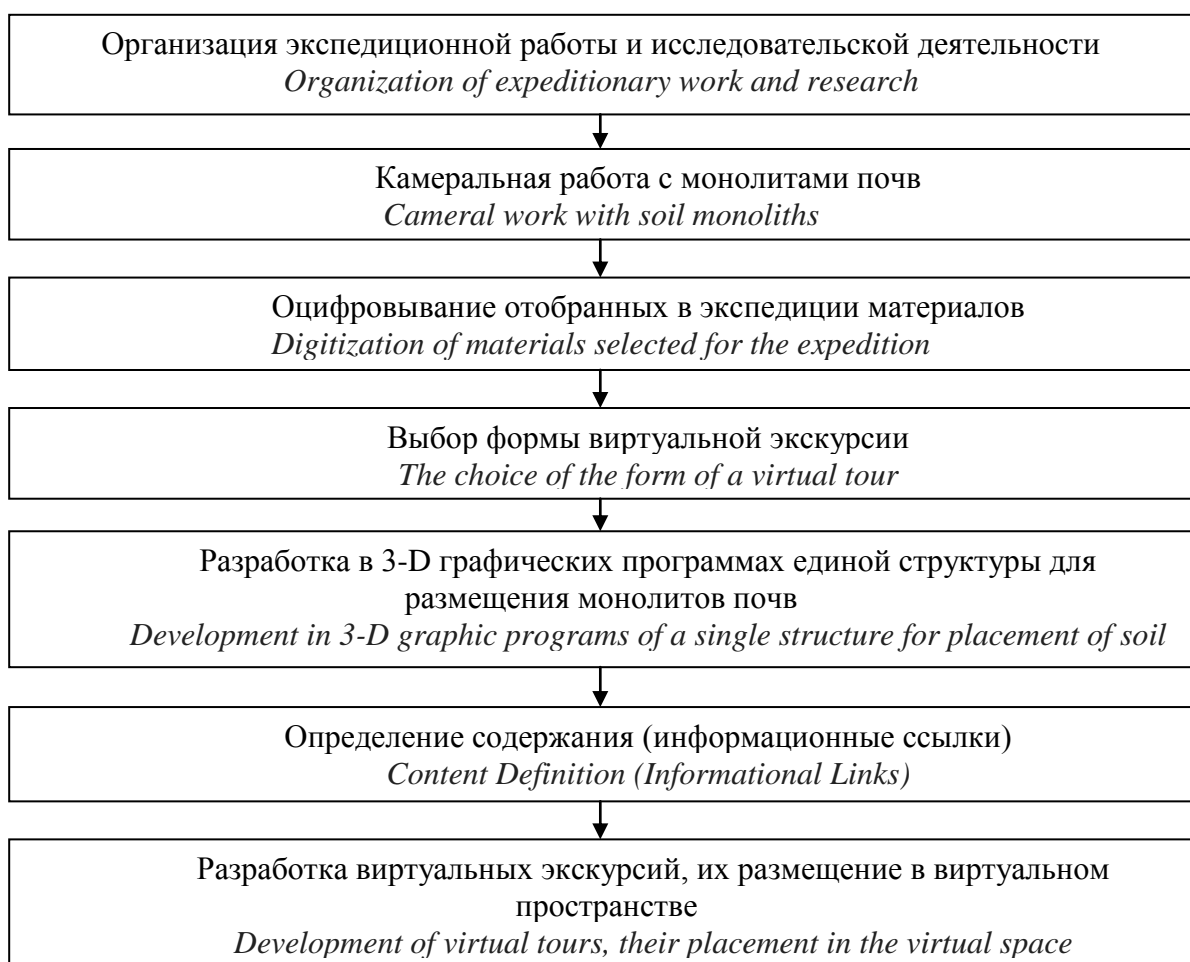 Организация экспедиционной работы и исследовательской деятельности
Organization of expeditionary work and research
Камеральная работа с монолитами почв
Cameral work with soil monoliths
Оцифровывание отобранных в экспедиции материалов
Digitization of materials selected for the expedition
Выбор формы виртуальной экскурсии
The choice of the form of a virtual tour
Разработка в 3-D графических программах единой структуры для
размещения монолитов почв
Development in 3-D graphic programs of a single structure for placement of soil
Определение содержания (информационные ссылки)
Content Definition (Informational Links)
Разработка виртуальных экскурсий, их размещение в виртуальном
пространстве
Development of virtual tours, their placement in the virtual space